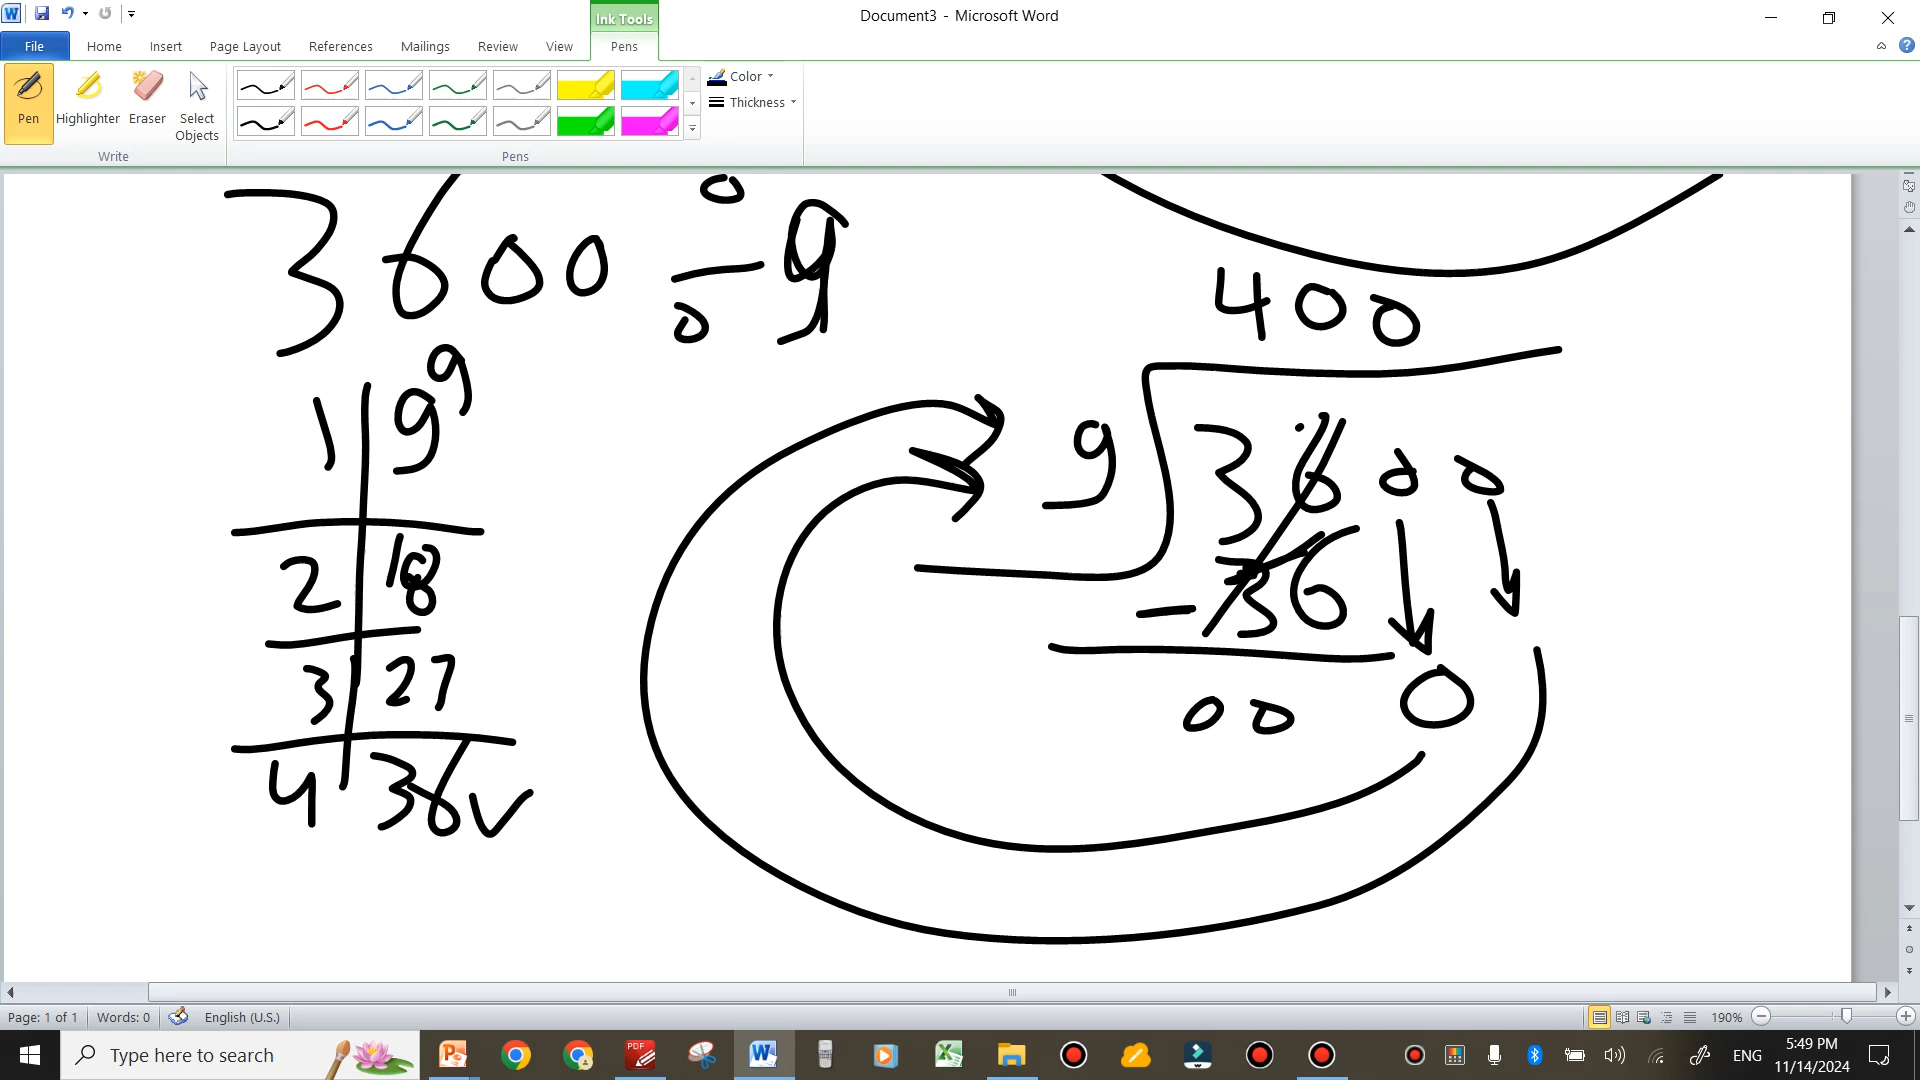 Document3 - Microsoft Word
Ink Tools
File Home Insert Page Layout References Mailings Review View Pens
Pen Highlighter Eraser Select Objects
Color
Thickness
Write Pens
3600 ÷ 9
1 9 9
2 18
3 27
4 36 ✓
400
9 3600
- 36
00 0
Page: 1 of 1 Words: 0 English (U.S.) 190%
Type here to search
PDF
ENG
5:49 PM
11/14/2024